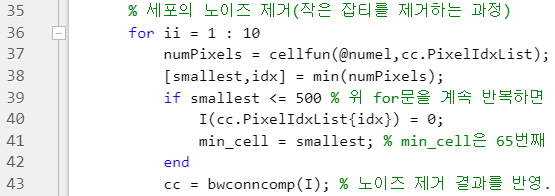 35 % 세포의 노이즈 제거(작은 잡티를 제거하는 과정)
36 for ii = 1 : 10
37 numPixels = cellfun(@numel,cc.PixelIdxList);
38 [smallest,idx] = min(numPixels);
39 if smallest <= 500 % 위 for문을 계속 반복하면
40 I(cc.PixelIdxList{idx}) = 0;
41 min_cell = smallest; % min_cell은 65번째
42 end
43 cc = bwconncomp(I); % 노이즈 제거 결과를 반영.